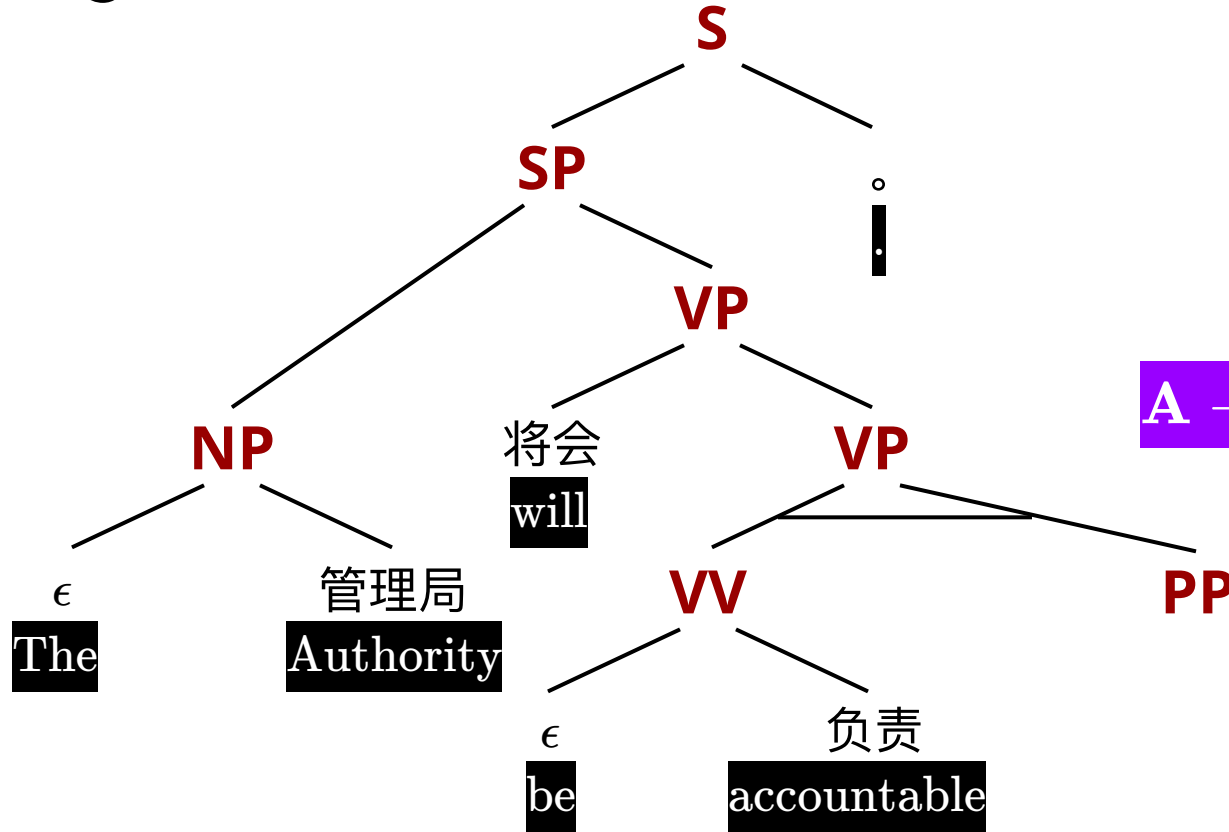 S
SP
。
.
VP
A –
NP
将会
VP
will
ϵ
管理局
VV
PP
The
Authority
ϵ
负责
be
accountable